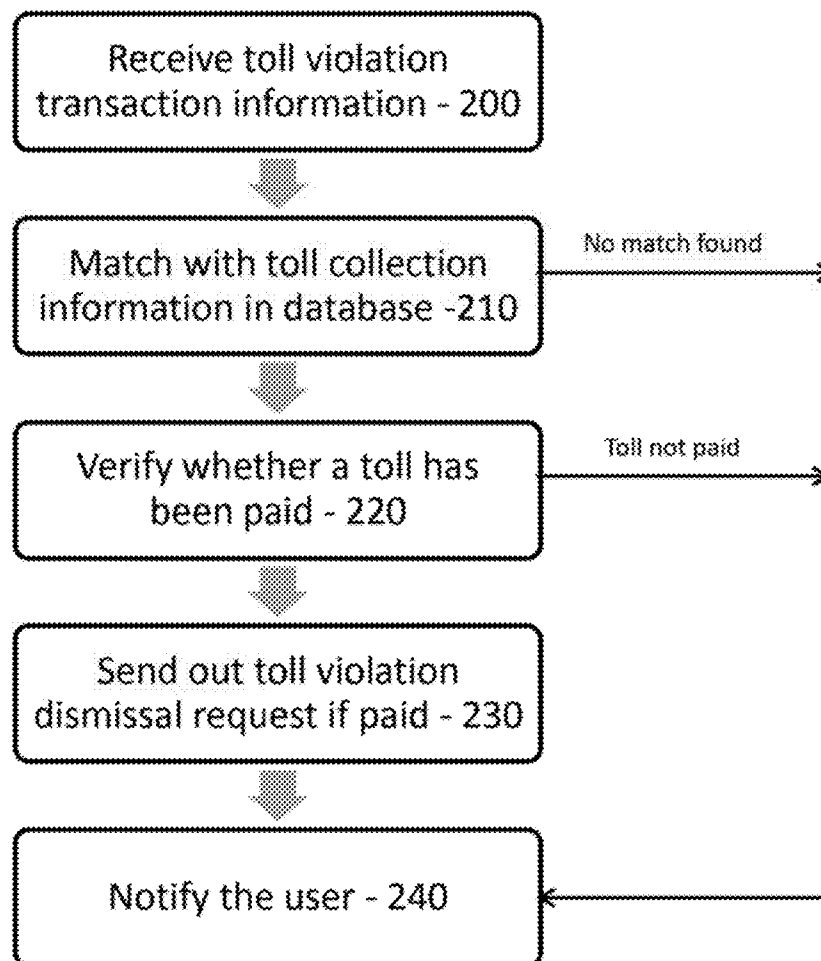 Receive toll violation
transaction information - 200
Match with toll collection
information in database -210
No match found
Verify whether a toll has
been paid - 220
Toll not paid
Send out toll violation
dismissal request if paid - 230
Notify the user - 240